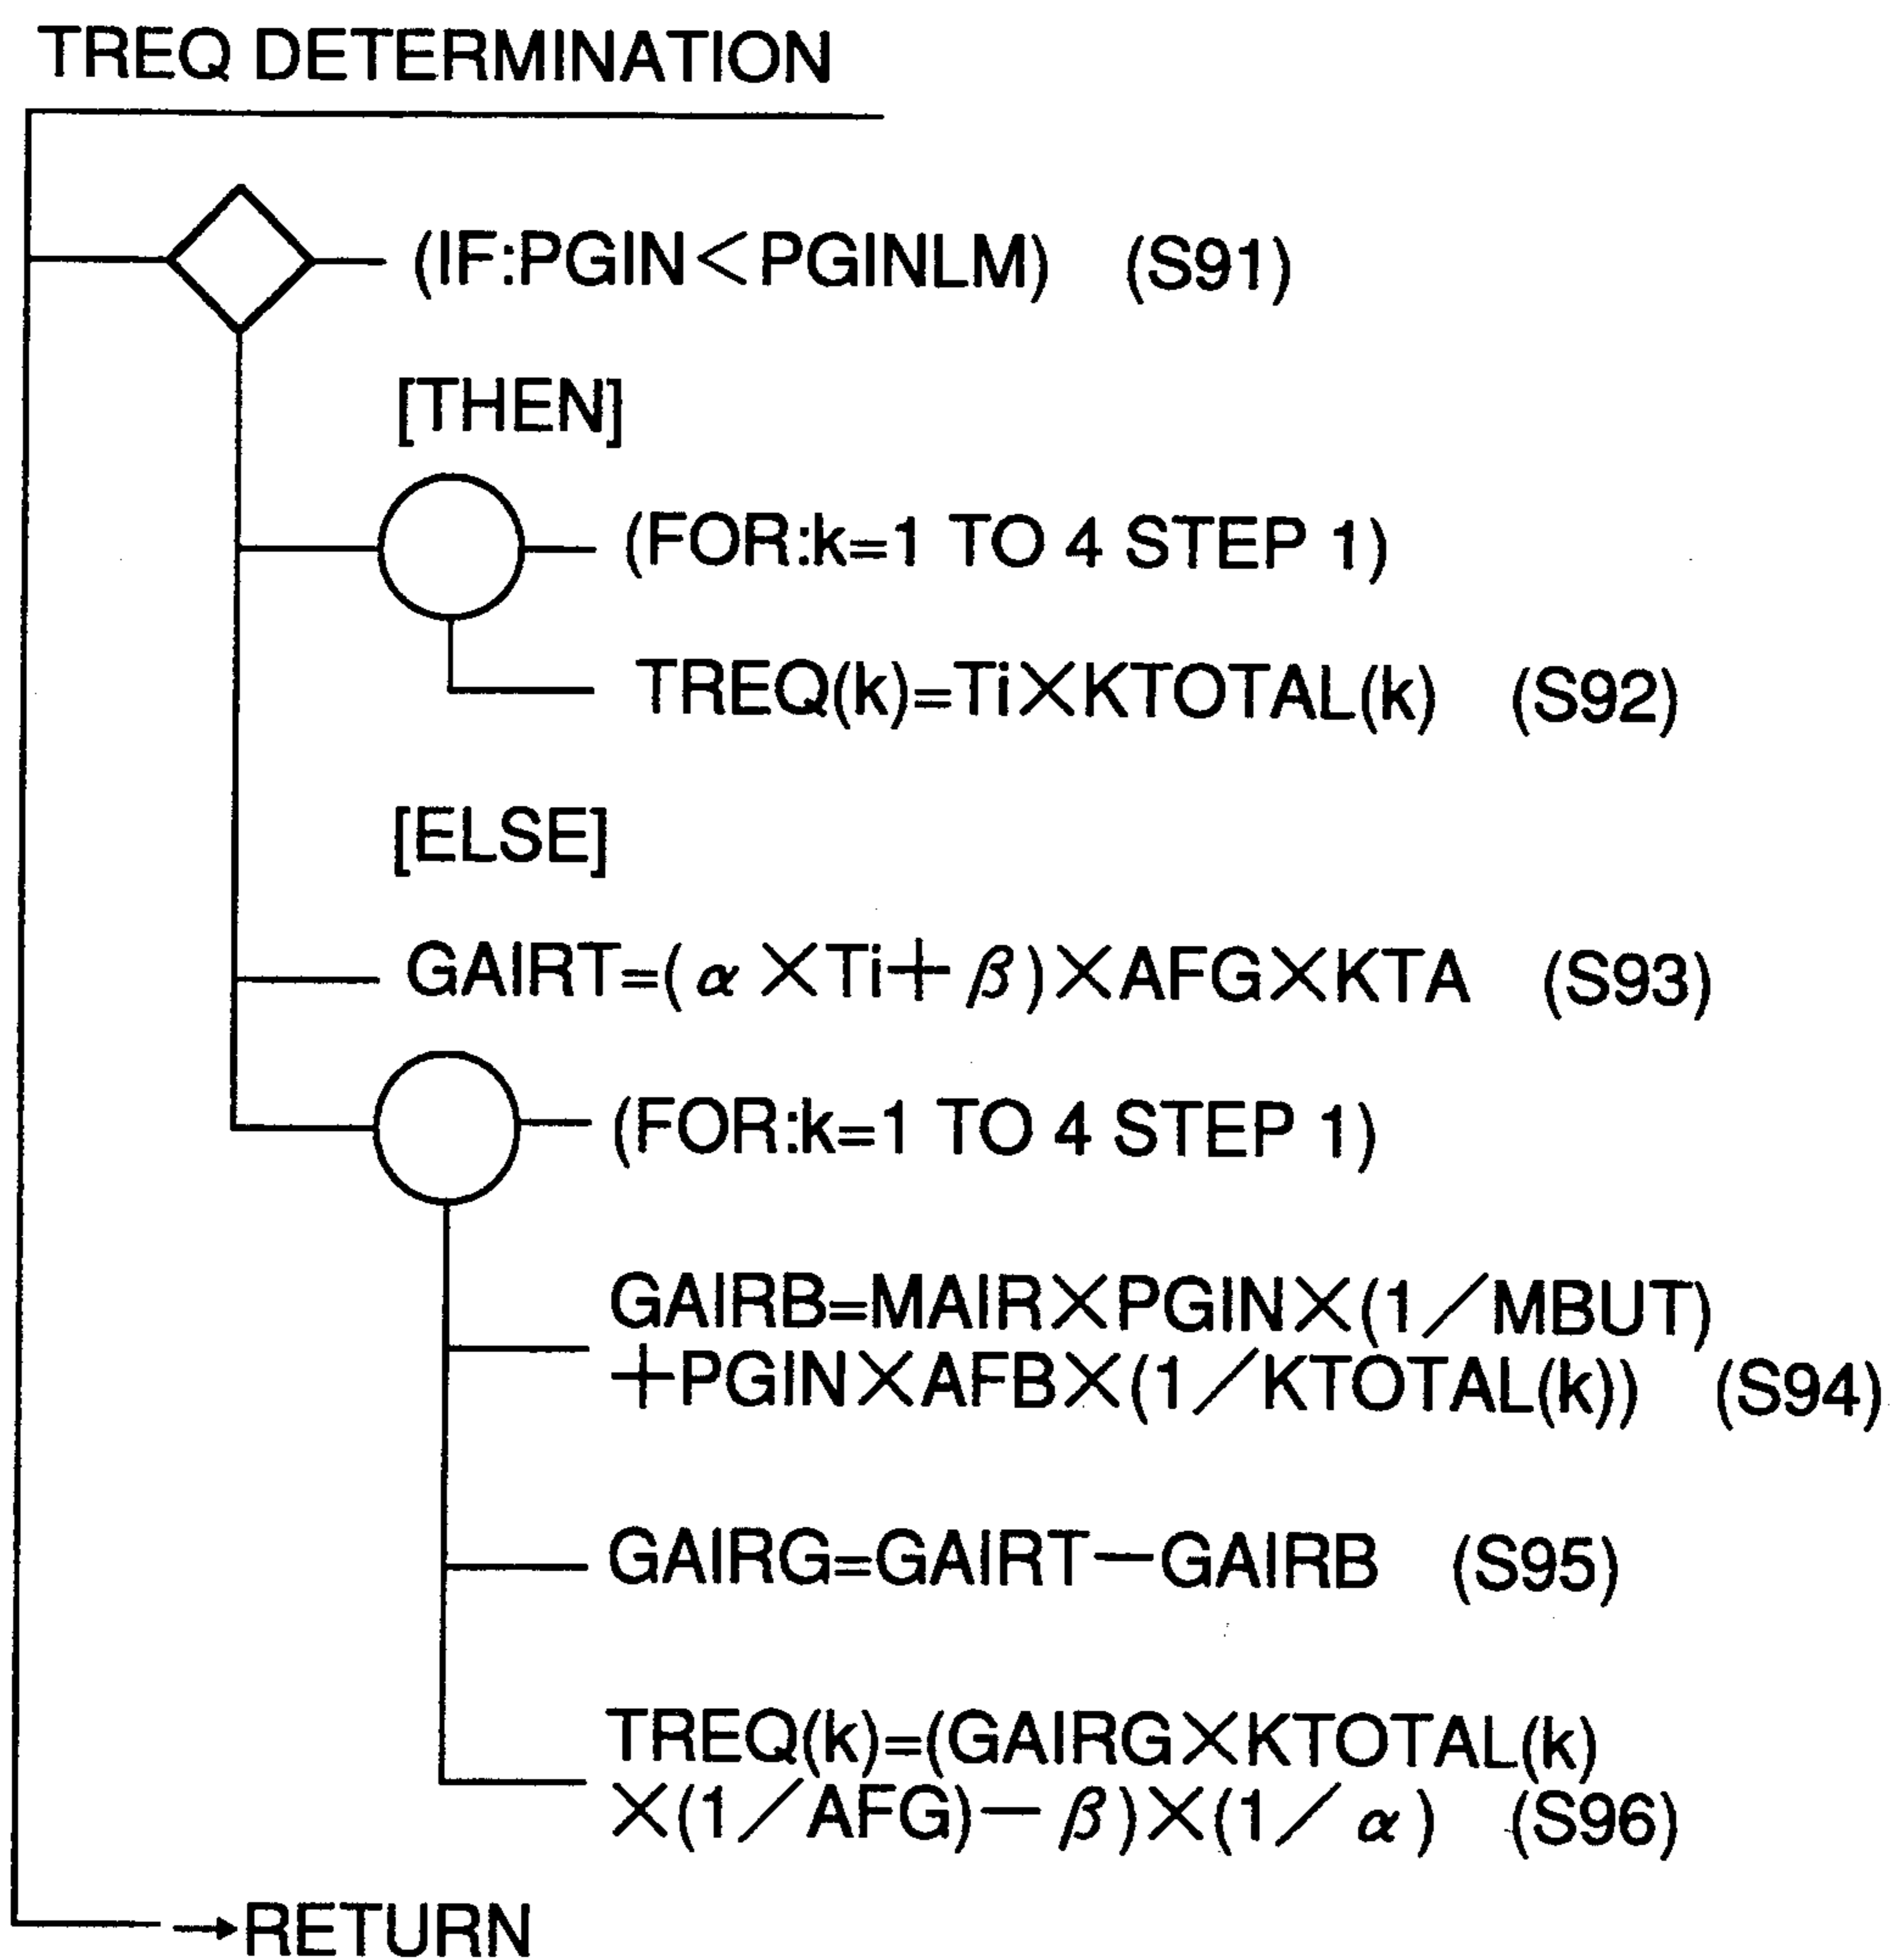 TREQ DETERMINATION
(IF:PGIN<PGINLM) (S91)
[THEN]
(FOR:k=1 TO 4 STEP 1)
TREQ(k)=Ti×KTOTAL(k) (S92)
[ELSE]
GAIRT=(α×Ti+β)×AFG×KTA (S93)
(FOR:k=1 TO 4 STEP 1)
GAIRB=MAIR×PGIN×(1/MBUT)
+PGIN×AFB×(1/KTOTAL(k)) (S94)
GAIRG=GAIRT−GAIRB (S95)
TREQ(k)=(GAIRG×KTOTAL(k)
×(1/AFG)−β)×(1/α) (S96)
→RETURN